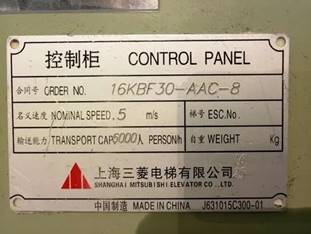 控制柜 CONTROL PANEL
合同号 ORDER NO. 16KBF30-AAC-8
名义速度 NOMINAL SPEED .5 m/s 梯号 ESC.No.
输送能力 TRANSPORT CAP. 6000人 PERSON/h 自重 WEIGHT Kg
上海三菱电梯有限公司
SHANGHAI MITSUBISHI ELEVATOR CO.,LTD.
中国制造 MADE IN CHINA J631015C300-01